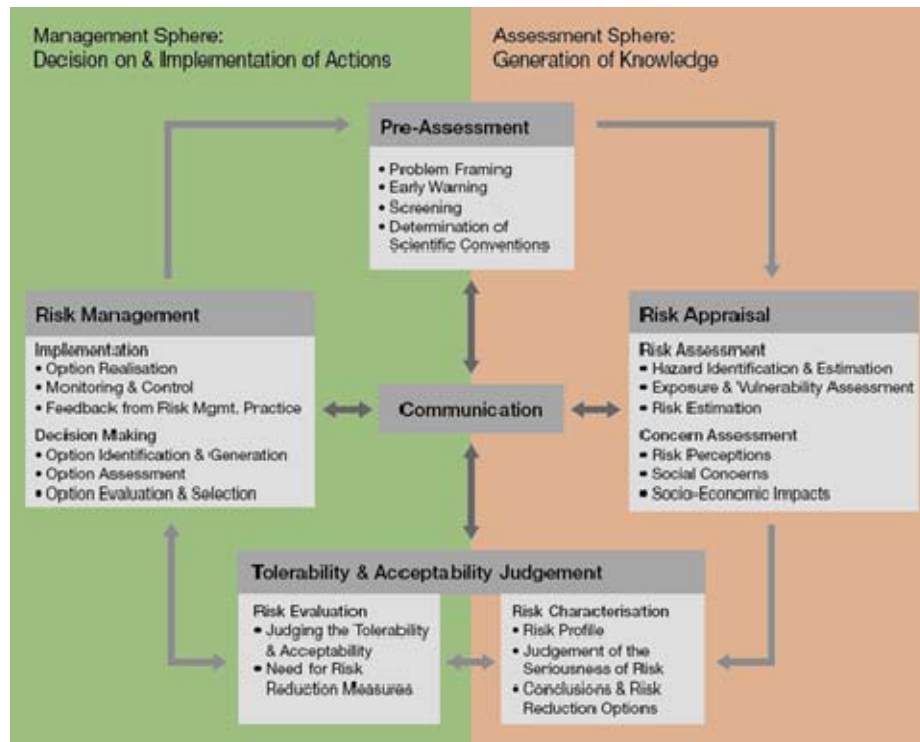 Management Sphere:
Decision on & Implementation of Actions
Assessment Sphere:
Generation of Knowledge
Pre-Assessment
• Problem Framing
• Early Warning
• Screening
• Determination of
Scientific Conventions
Risk Management
Implementation
• Option Realisation
• Monitoring & Control
• Feedback from Risk Mgmt. Practice
Decision Making
• Option Identification & Generation
• Option Assessment
• Option Evaluation & Selection
Communication
Risk Appraisal
Risk Assessment
• Hazard Identification & Estimation
• Exposure & Vulnerability Assessment
• Risk Estimation
Concern Assessment
• Risk Perceptions
• Social Concerns
• Socio-Economic Impacts
Tolerability & Acceptability Judgement
Risk Evaluation
• Judging the Tolerability
& Acceptability
• Need for Risk
Reduction Measures
Risk Characterisation
• Risk Profile
• Judgement of the
Seriousness of Risk
• Conclusions & Risk
Reduction Options